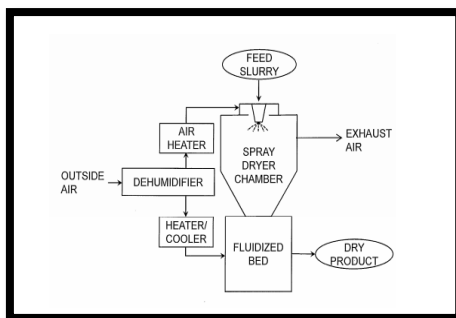 FEED
SLURRY
AIR
HEATER
EXHAUST
AIR
SPRAY
DRYER
CHAMBER
OUTSIDE
AIR
DEHUMIDIFIER
HEATER/
COOLER
FLUIDIZED
BED
DRY
PRODUCT